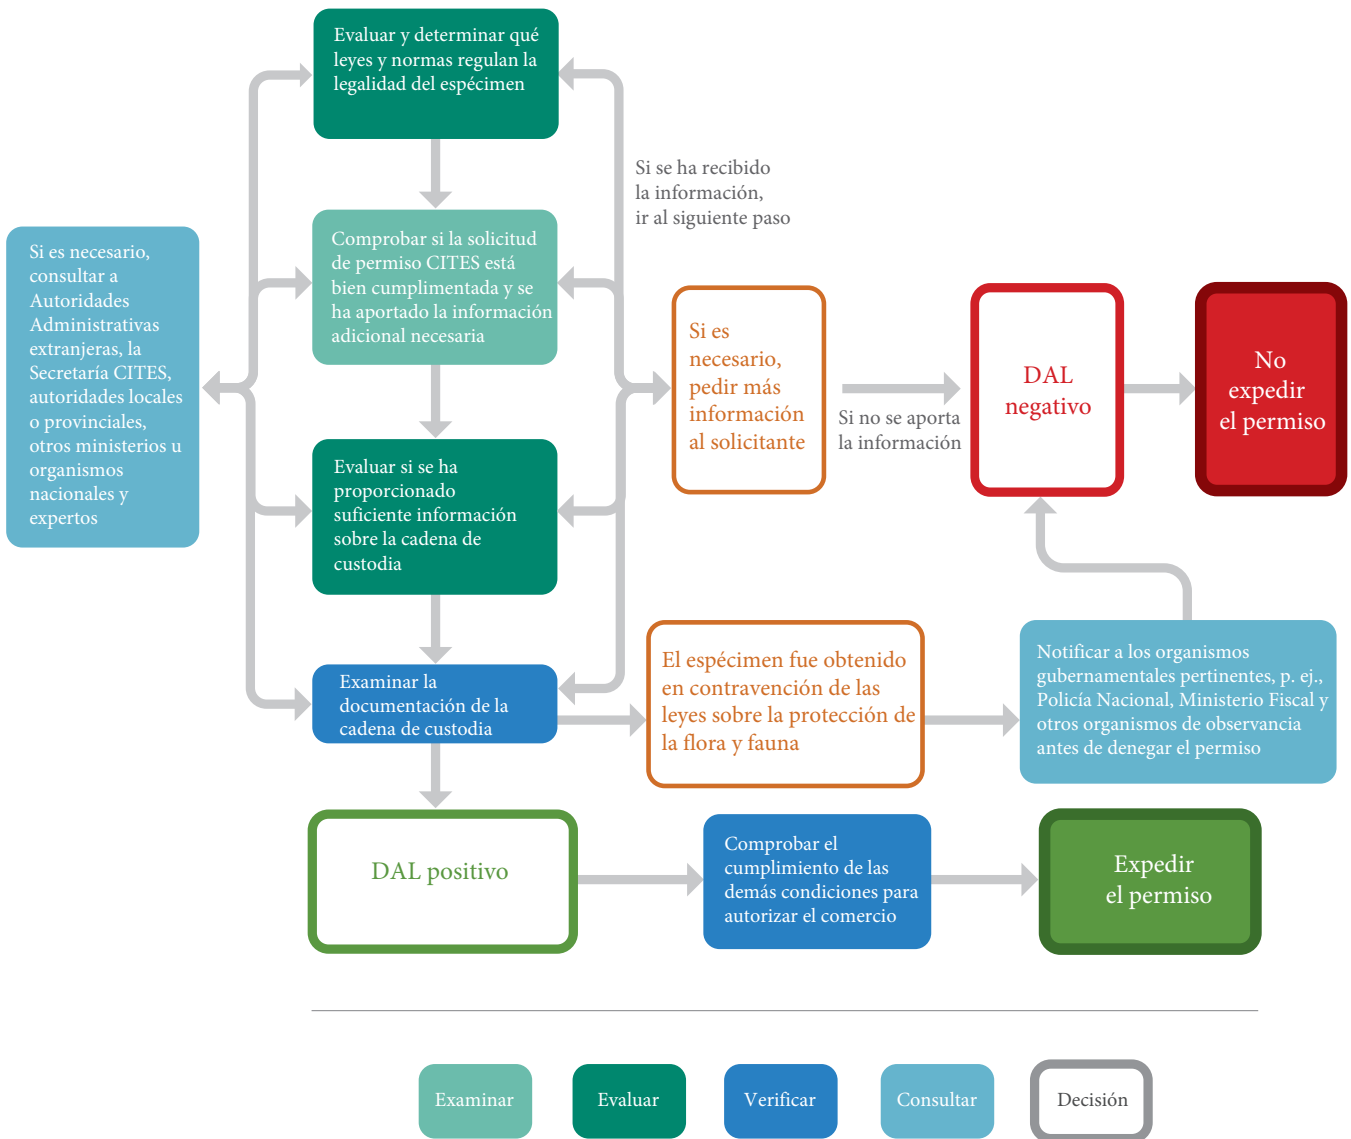 Evaluar y determinar qué
leyes y normas regulan la
legalidad del espécimen
Si se ha recibido
la información,
ir al siguiente paso
Comprobar si la solicitud
de permiso CITES está
bien cumplimentada y se
ha aportado la información
adicional necesaria
Si es necesario,
consultar a
Autoridades
Administrativas
extranjeras, la
Secretaría CITES,
autoridades locales
o provinciales,
otros ministerios u
organismos
nacionales y
expertos
Si es
necesario,
pedir más
información
al solicitante
Si no se aporta
la información
DAL
negativo
No
expedir
el permiso
Evaluar si se ha
proporcionado
suficiente información
sobre la cadena de
custodia
Examinar la
documentación de la
cadena de custodia
El espécimen fue obtenido
en contravención de las
leyes sobre la protección de
la flora y fauna
Notificar a los organismos
gubernamentales pertinentes, p. ej.,
Policía Nacional, Ministerio Fiscal y
otros organismos de observancia
antes de denegar el permiso
DAL positivo
Comprobar el
cumplimiento de las
demás condiciones para
autorizar el comercio
Expedir
el permiso
Examinar
Evaluar
Verificar
Consultar
Decisión